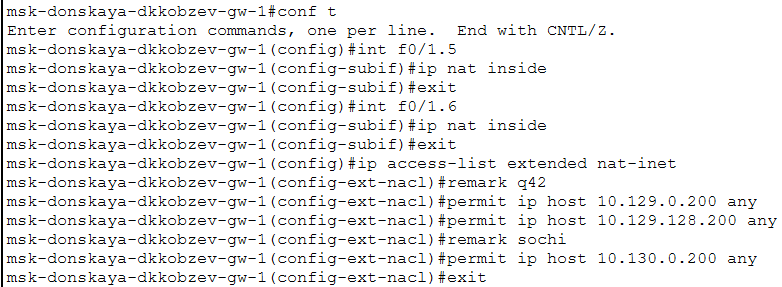 msk-donskaya-dkkobzev-gw-1#conf t
Enter configuration commands, one per line.  End with CNTL/Z.
msk-donskaya-dkkobzev-gw-1(config)#int f0/1.5
msk-donskaya-dkkobzev-gw-1(config-subif)#ip nat inside
msk-donskaya-dkkobzev-gw-1(config-subif)#exit
msk-donskaya-dkkobzev-gw-1(config)#int f0/1.6
msk-donskaya-dkkobzev-gw-1(config-subif)#ip nat inside
msk-donskaya-dkkobzev-gw-1(config-subif)#exit
msk-donskaya-dkkobzev-gw-1(config)#ip access-list extended nat-inet
msk-donskaya-dkkobzev-gw-1(config-ext-nacl)#remark q42
msk-donskaya-dkkobzev-gw-1(config-ext-nacl)#permit ip host 10.129.0.200 any
msk-donskaya-dkkobzev-gw-1(config-ext-nacl)#permit ip host 10.129.128.200 any
msk-donskaya-dkkobzev-gw-1(config-ext-nacl)#remark sochi
msk-donskaya-dkkobzev-gw-1(config-ext-nacl)#permit ip host 10.130.0.200 any
msk-donskaya-dkkobzev-gw-1(config-ext-nacl)#exit